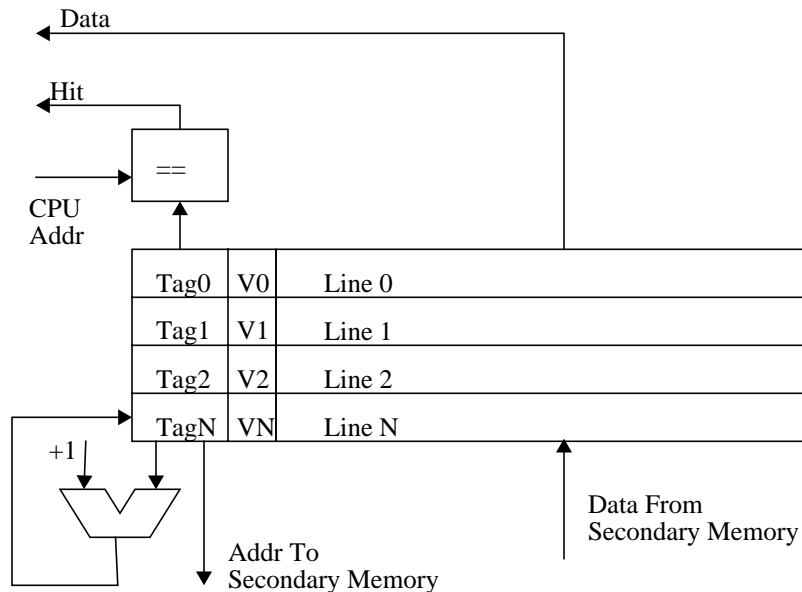 Data
Hit
==
CPU
Addr
Tag0 V0 Line 0
Tag1 V1 Line 1
Tag2 V2 Line 2
TagN VN Line N
+1
Data From
Secondary Memory
Addr To
Secondary Memory